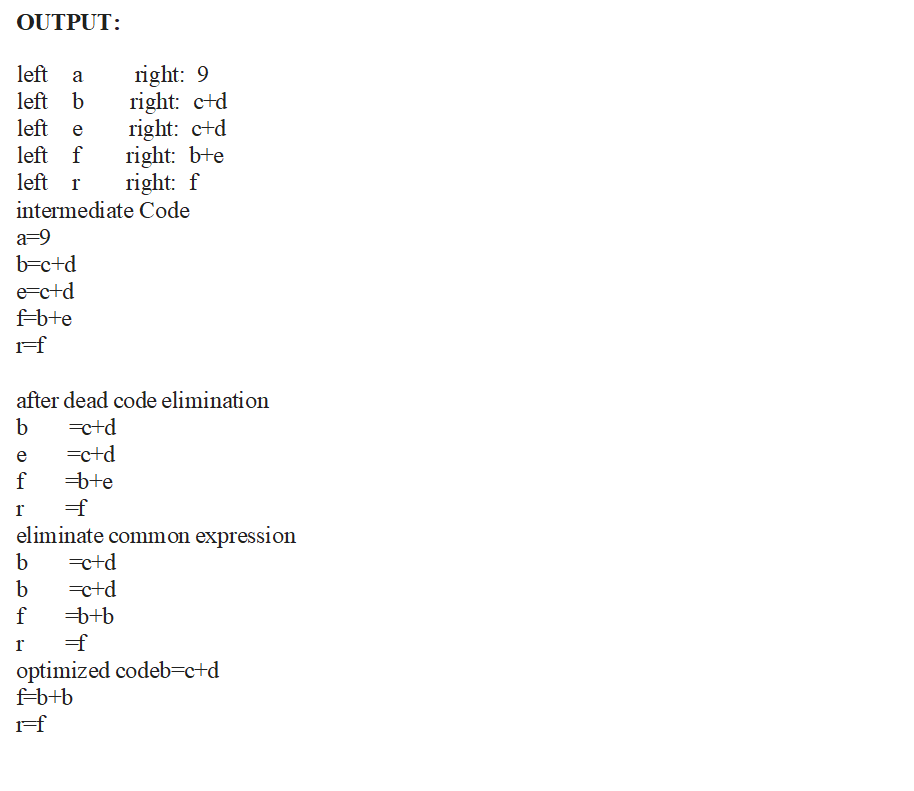 OUTPUT:
left a right: 9
left b right: c+d
left e right: c+d
left f right: b+e
left r right: f
intermediate Code
a=9
b=c+d
e=c+d
f=b+e
r=f
after dead code elimination
b =c+d
e =c+d
f =b+e
r =f
eliminate common expression
b =c+d
b =c+d
f =b+b
r =f
optimized codeb=c+d
f=b+b
r=f